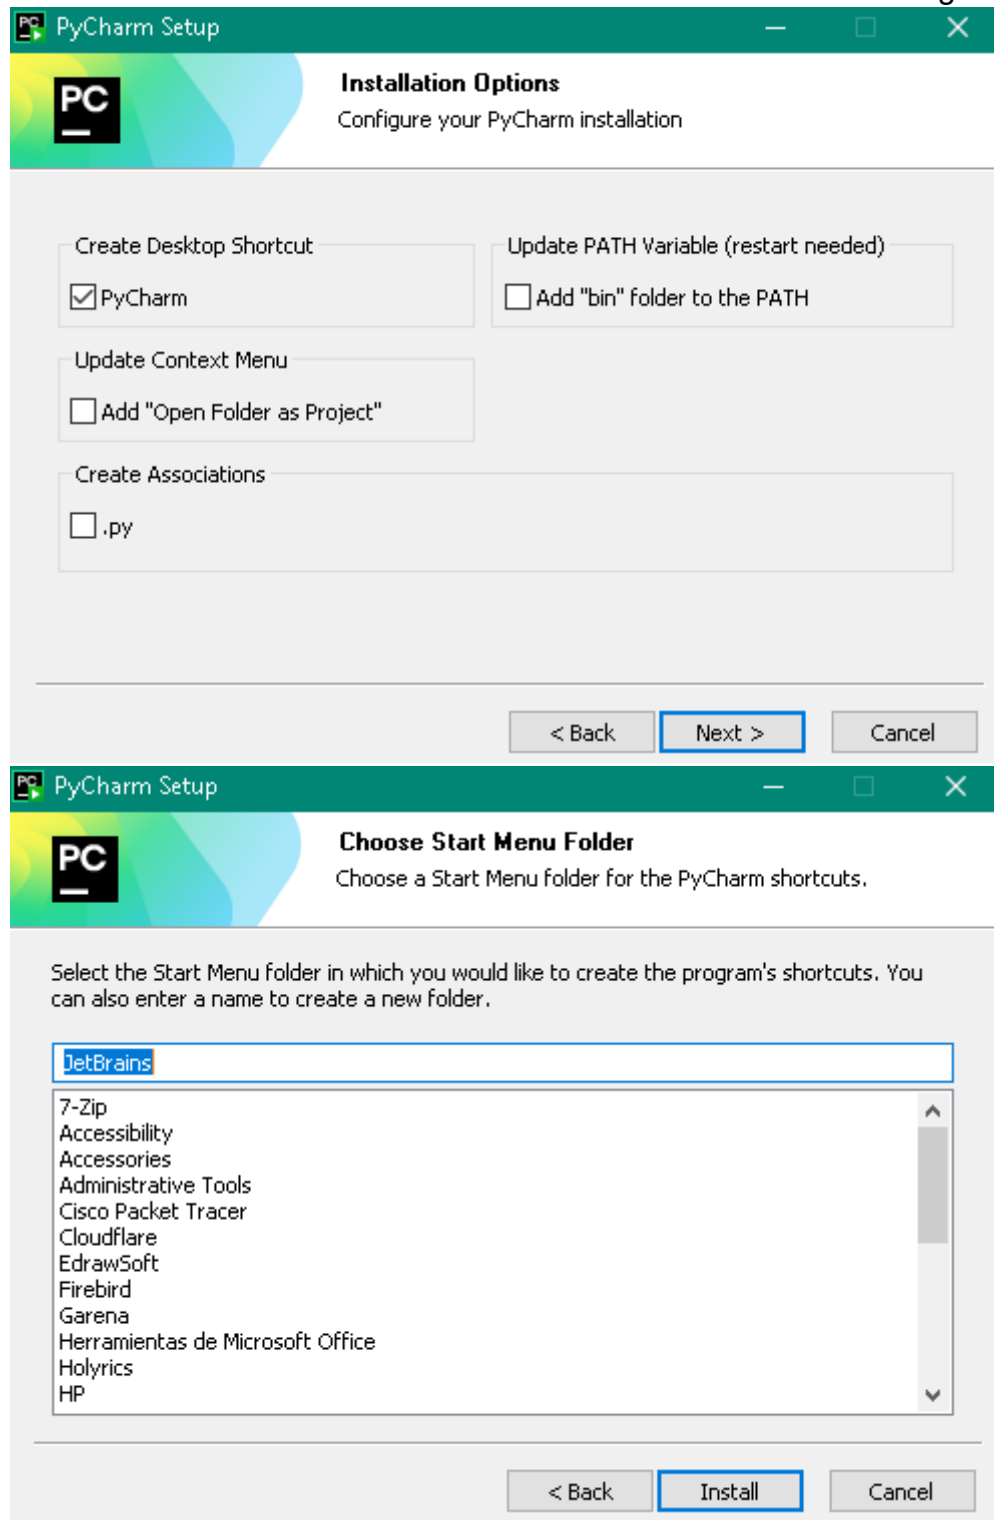 PyCharm Setup
PC
Installation Options
Configure your PyCharm installation
Create Desktop Shortcut
PyCharm
Update PATH Variable (restart needed)
Add "bin" folder to the PATH
Update Context Menu
Add "Open Folder as Project"
Create Associations
.py
< Back
Next >
Cancel
PyCharm Setup
PC
Choose Start Menu Folder
Choose a Start Menu folder for the PyCharm shortcuts.
Select the Start Menu folder in which you would like to create the program's shortcuts. You
can also enter a name to create a new folder.
JetBrains
7-Zip
Accessibility
Accessories
Administrative Tools
Cisco Packet Tracer
Cloudflare
EdrawSoft
Firebird
Garena
Herramientas de Microsoft Office
Holyrics
HP
< Back
Install
Cancel